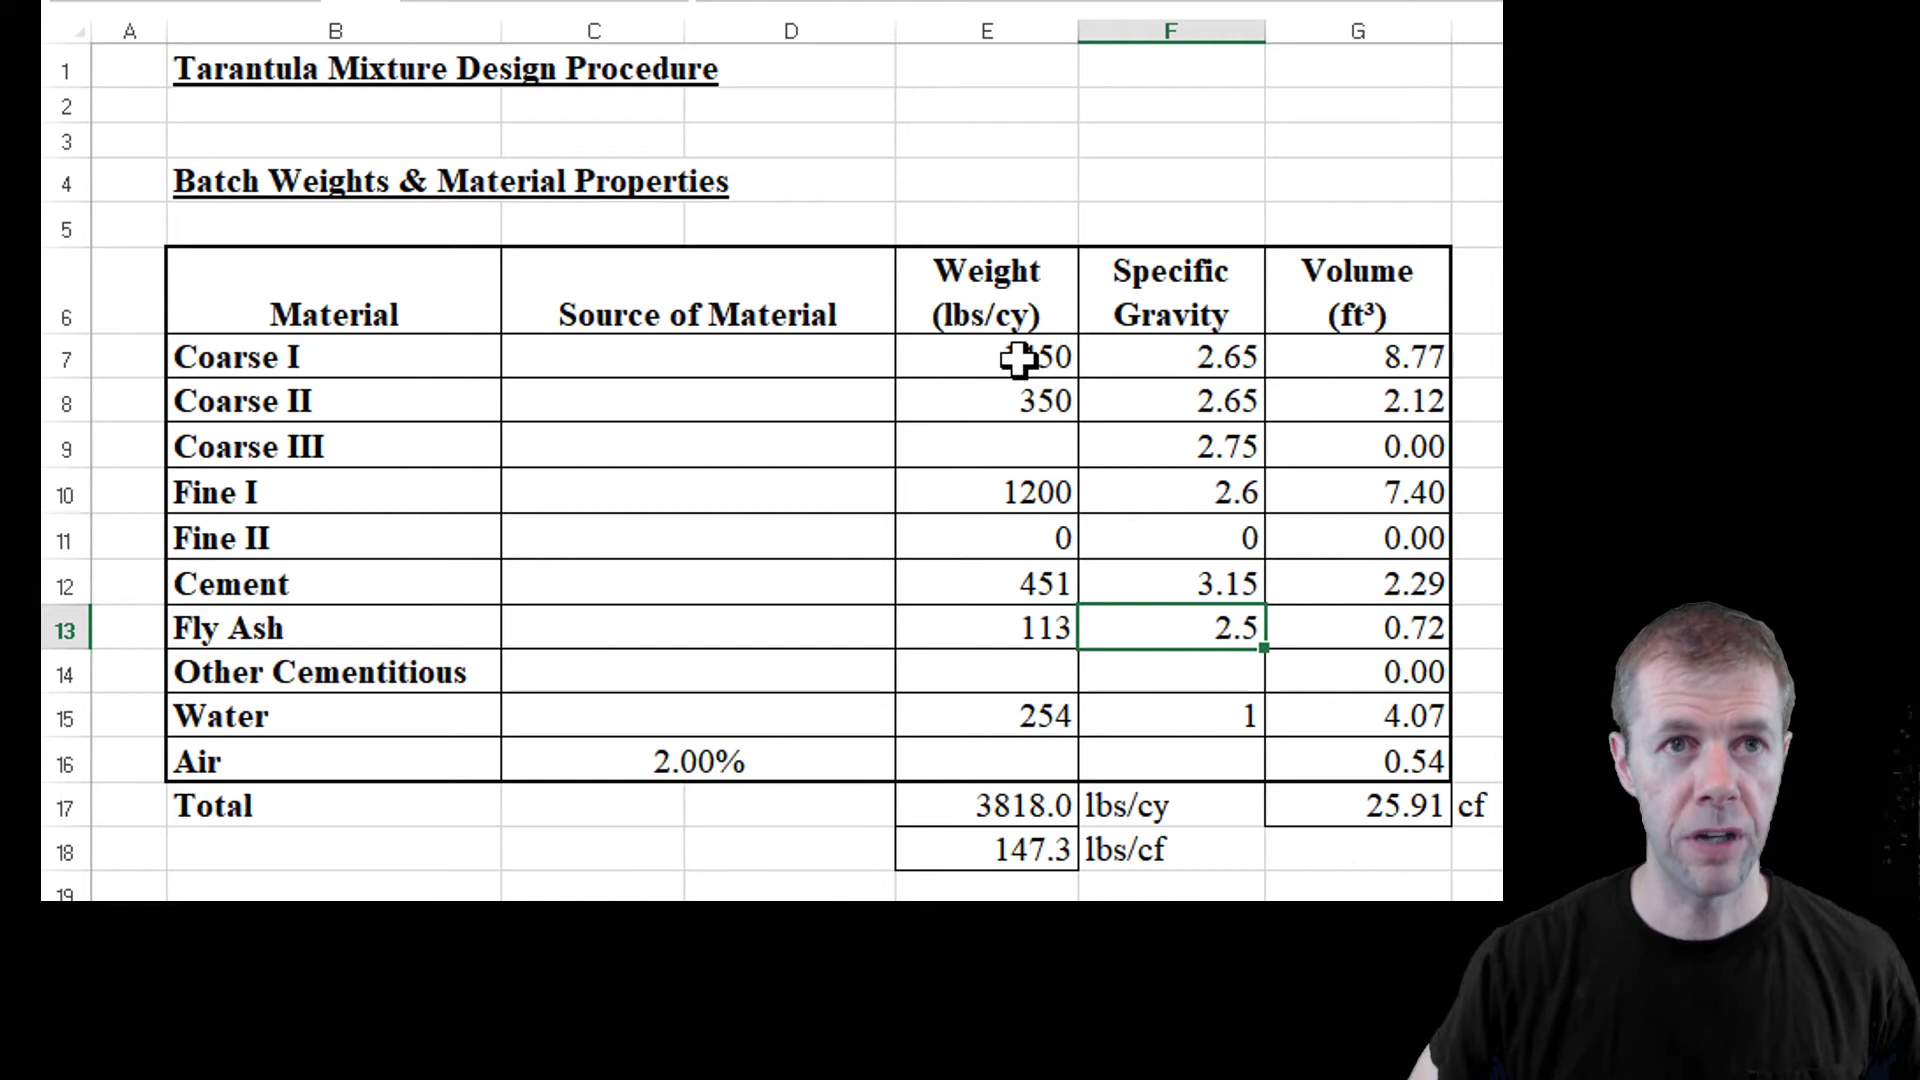 A B C D E F G
1 Tarantula Mixture Design Procedure
2
3
4 Batch Weights & Material Properties
5
Weight Specific Volume
6 Material Source of Material (lbs/cy) Gravity (ft³)
7 Coarse I 50 2.65 8.77
8 Coarse II 350 2.65 2.12
9 Coarse III 2.75 0.00
10 Fine I 1200 2.6 7.40
11 Fine II 0 0 0.00
12 Cement 451 3.15 2.29
13 Fly Ash 113 2.5 0.72
14 Other Cementitious 0.00
15 Water 254 1 4.07
16 Air 2.00% 0.54
17 Total 3818.0 lbs/cy 25.91 cf
18 147.3 lbs/cf
19